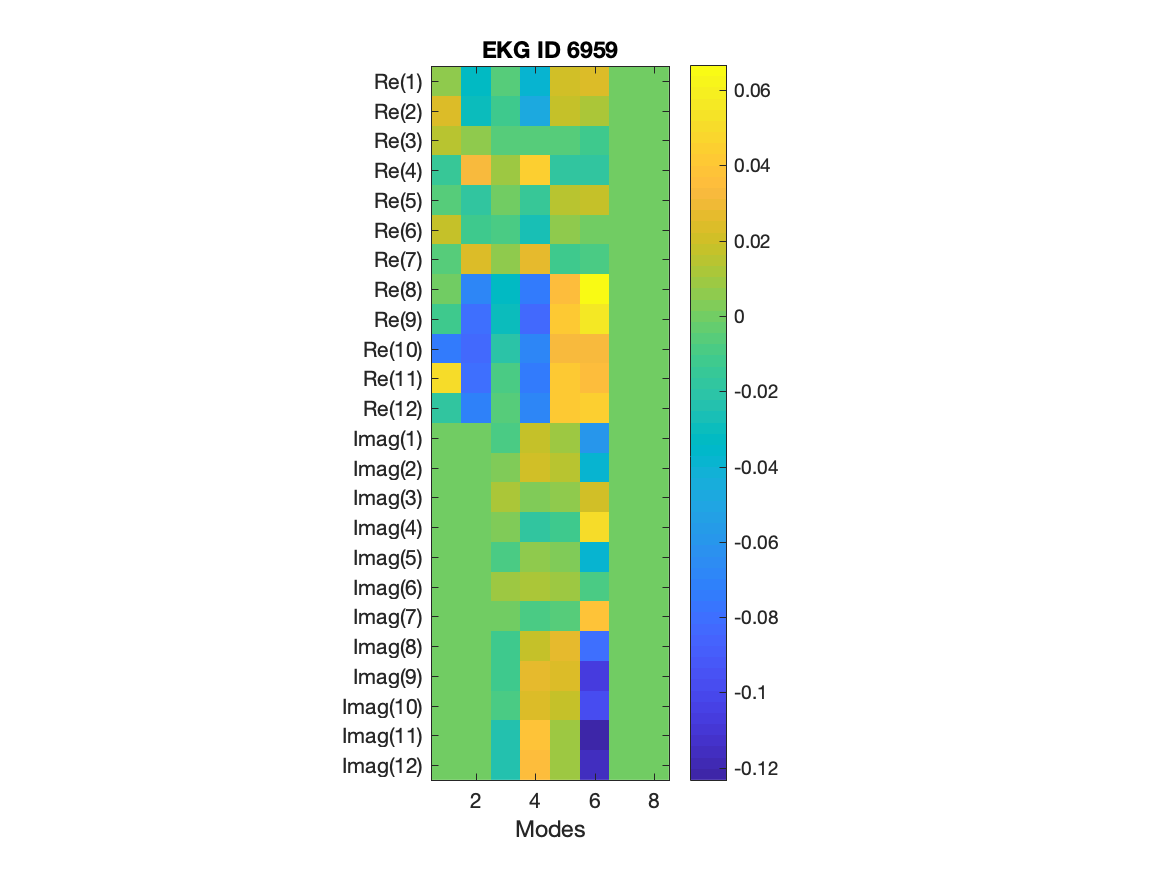 EKG ID 6959
Re(1)
Re(2)
Re(3)
Re(4)
Re(5)
Re(6)
Re(7)
Re(8)
Re(9)
Re(10)
Re(11)
Re(12)
Imag(1)
Imag(2)
Imag(3)
Imag(4)
Imag(5)
Imag(6)
Imag(7)
Imag(8)
Imag(9)
Imag(10)
Imag(11)
Imag(12)
2 4 6 8
Modes
0.06
0.04
0.02
0
-0.02
-0.04
-0.06
-0.08
-0.1
-0.12